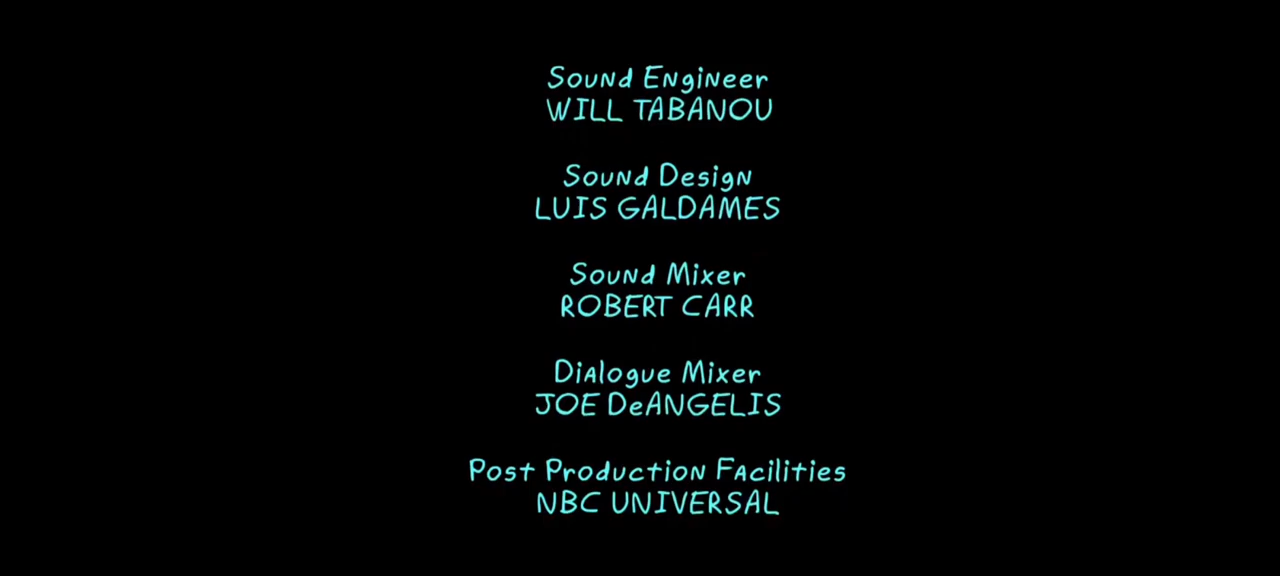 Sound Engineer
WILL TABANOU
Sound Design
LUIS GALDAMES
Sound Mixer
ROBERT CARR
Dialogue Mixer
JOE DeANGELIS
Post Production Facilities
NBC UNIVERSAL